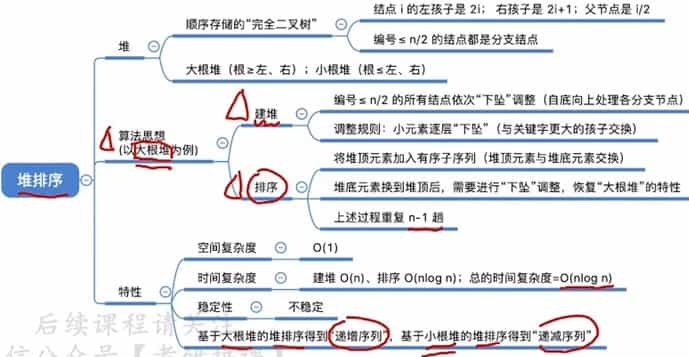 结点 i 的左孩子是 2i；右孩子是 2i+1；父节点是 i/2
顺序存储的“完全二叉树”
编号≤ n/2 的结点都是分支结点
堆
大根堆（根≥左、右）；小根堆（根≤左、右）
编号≤ n/2 的所有结点依次“下坠”调整（自底向上处理各分支节点）
建堆
调整规则：小元素逐层“下坠”（与关键字更大的孩子交换）
算法思想
(以大根堆为例)
将堆顶元素加入有序子序列（堆顶元素与堆底元素交换）
堆排序
排序
堆底元素换到堆顶后，需要进行“下坠”调整，恢复“大根堆”的特性
上述过程重复 n-1 趟
空间复杂度
O(1)
时间复杂度
建堆 O(n)、排序 O(nlog n)；总的时间复杂度=O(nlog n)
特性
稳定性
不稳定
基于大根堆的堆排序得到“递增序列”，基于小根堆的堆排序得到“递减序列”
后续课程请关注